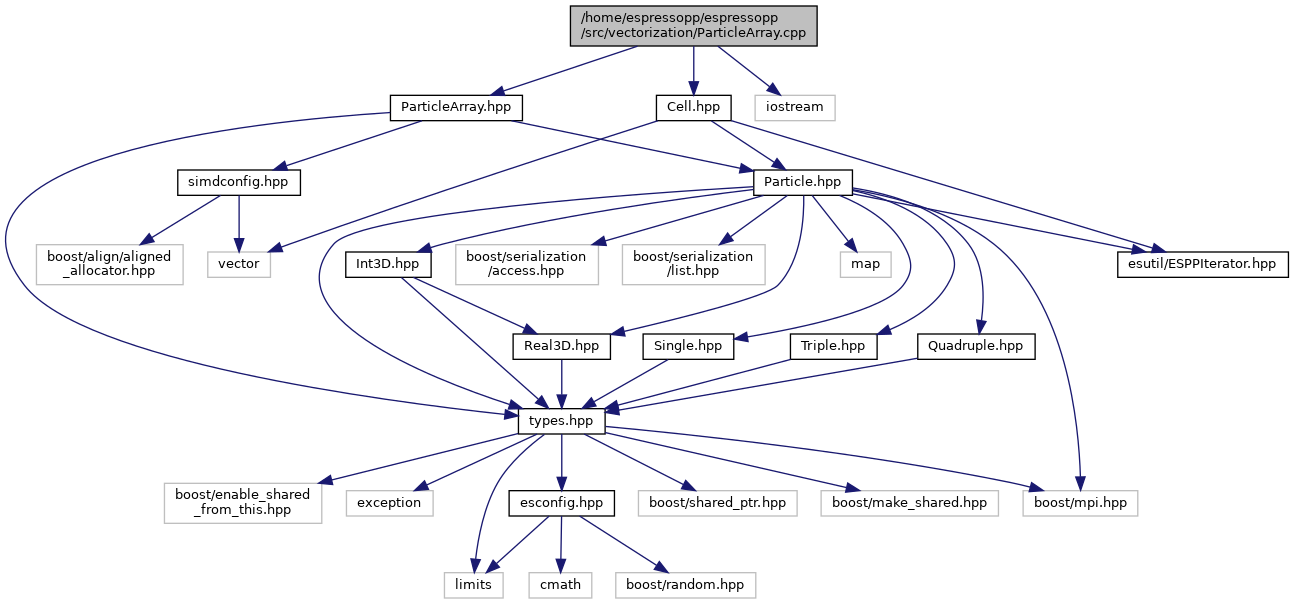 /home/espressopp/espressopp
/src/vectorization/ParticleArray.cpp
ParticleArray.hpp
Cell.hpp
iostream
simdconfig.hpp
Particle.hpp
boost/align/aligned
_allocator.hpp
vector
Int3D.hpp
boost/serialization
/access.hpp
boost/serialization
/list.hpp
map
esutil/ESPPIterator.hpp
Real3D.hpp
Single.hpp
Triple.hpp
Quadruple.hpp
types.hpp
boost/enable_shared
_from_this.hpp
exception
esconfig.hpp
boost/shared_ptr.hpp
boost/make_shared.hpp
boost/mpi.hpp
limits
cmath
boost/random.hpp